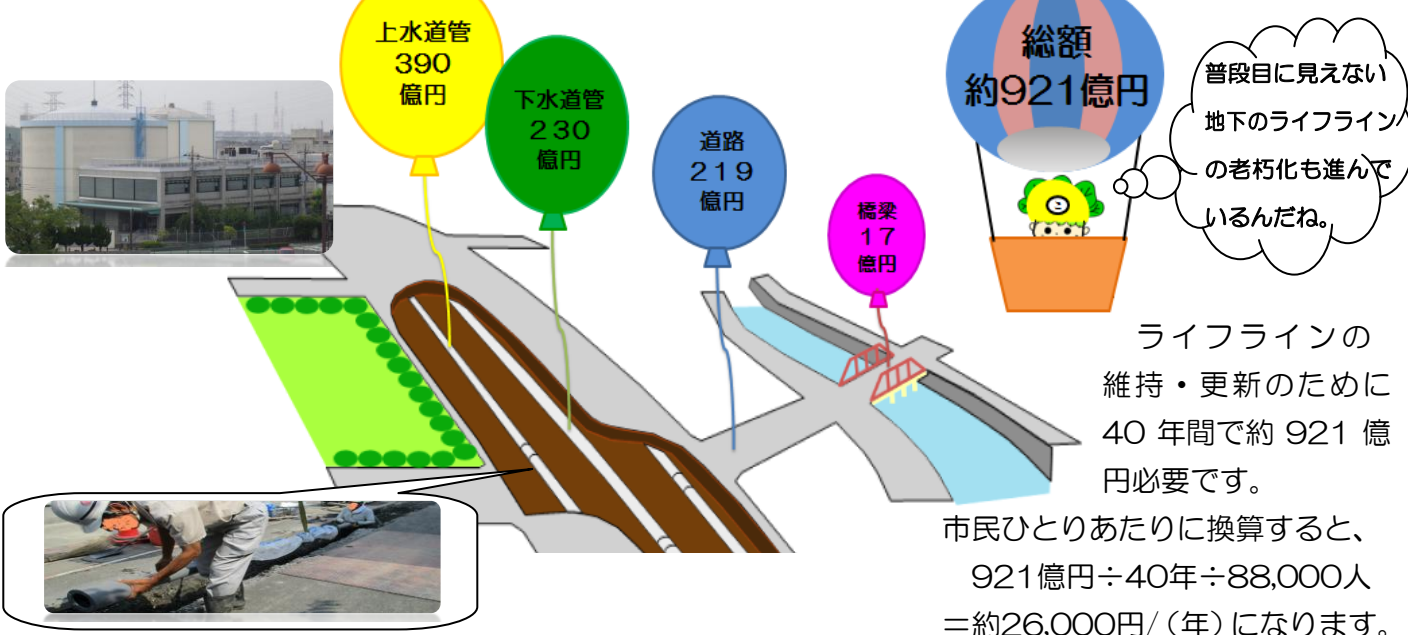 上水道管
390
億円
下水道管
230
億円
道路
219
億円
橋梁
17
億円
総額
約921億円
普段目に見えない
地下のライフライン
の老朽化も進んで
いるんだね。
ライフラインの
維持・更新のために
40 年間で約 921 億
円必要です。
市民ひとりあたりに換算すると、
921億円÷40年÷88,000人
＝約26,000円/（年）になります。